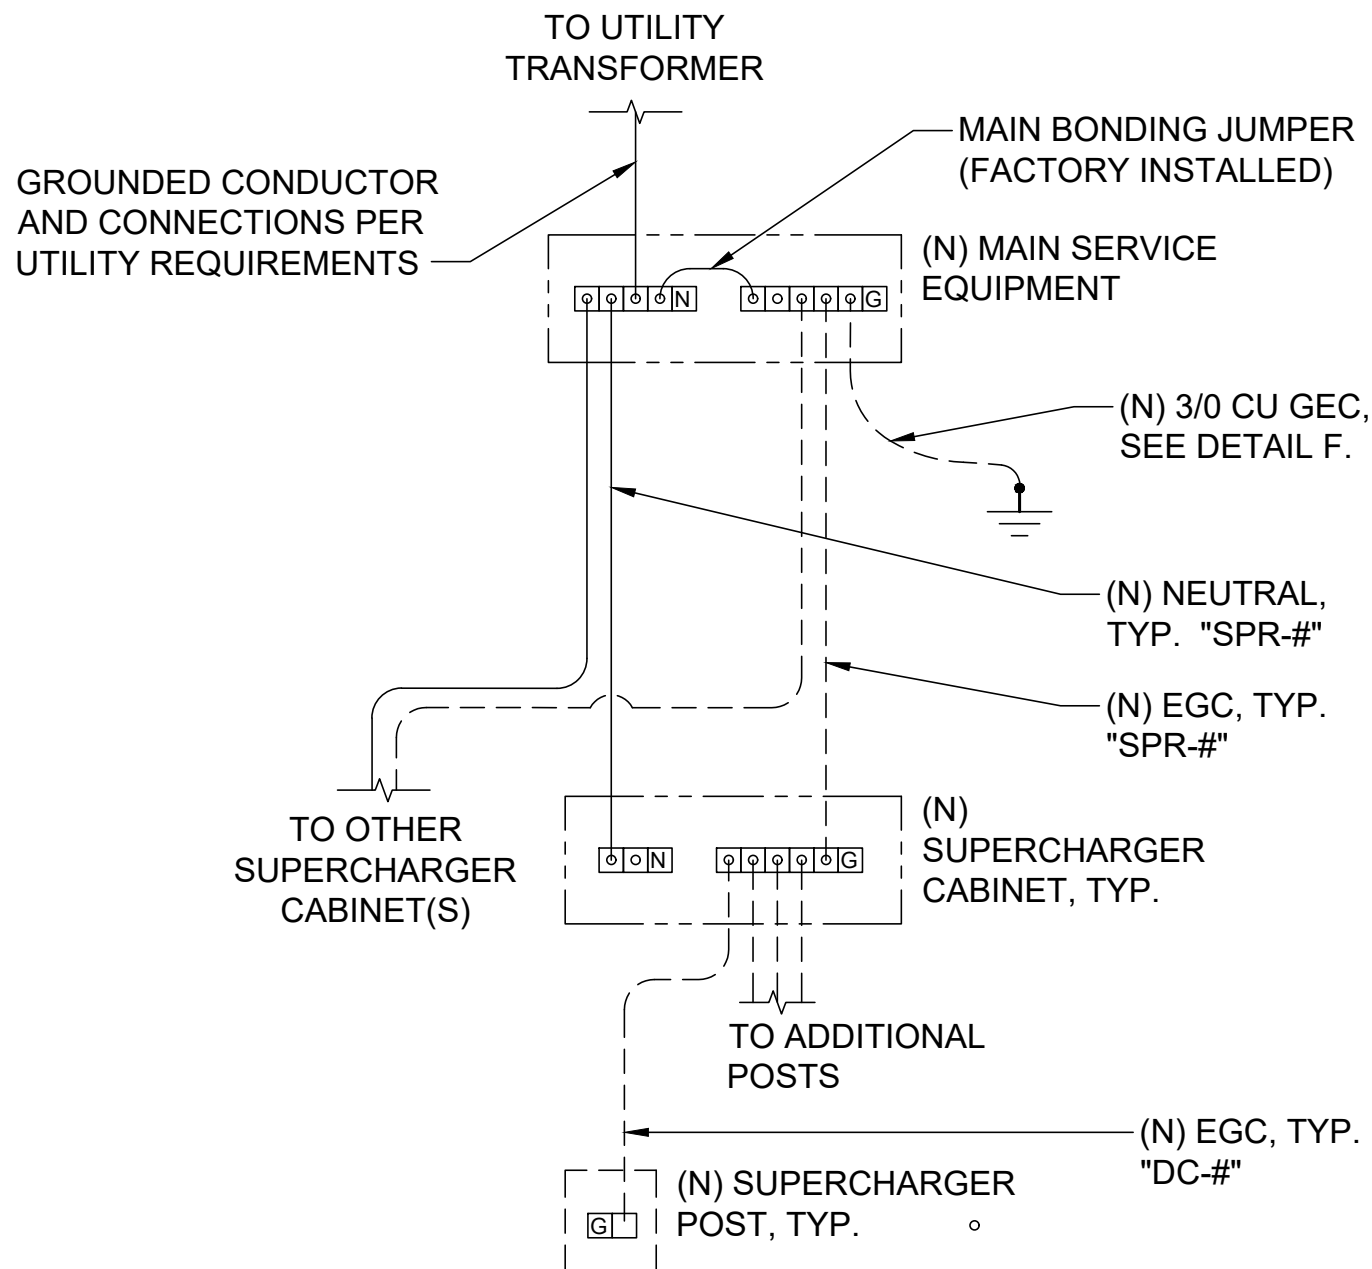 TO UTILITY
TRANSFORMER
MAIN BONDING JUMPER
(FACTORY INSTALLED)
GROUNDED CONDUCTOR
AND CONNECTIONS PER
UTILITY REQUIREMENTS
(N) MAIN SERVICE
EQUIPMENT
N
G
(N) 3/0 CU GEC,
SEE DETAIL F.
(N) NEUTRAL,
TYP. "SPR-#"
(N) EGC, TYP.
"SPR-#"
TO OTHER
SUPERCHARGER
CABINET(S)
(N)
SUPERCHARGER
CABINET, TYP.
N
G
TO ADDITIONAL
POSTS
(N) EGC, TYP.
"DC-#"
(N) SUPERCHARGER
POST, TYP.
G